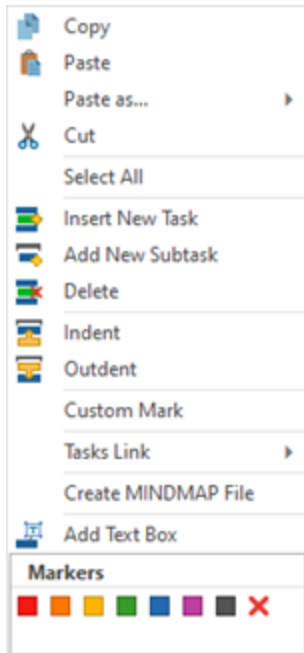 Copy
Paste
Paste as...
Cut
Select All
Insert New Task
Add New Subtask
Delete
Indent
Outdent
Custom Mark
Tasks Link
Create MINDMAP File
Add Text Box
Markers